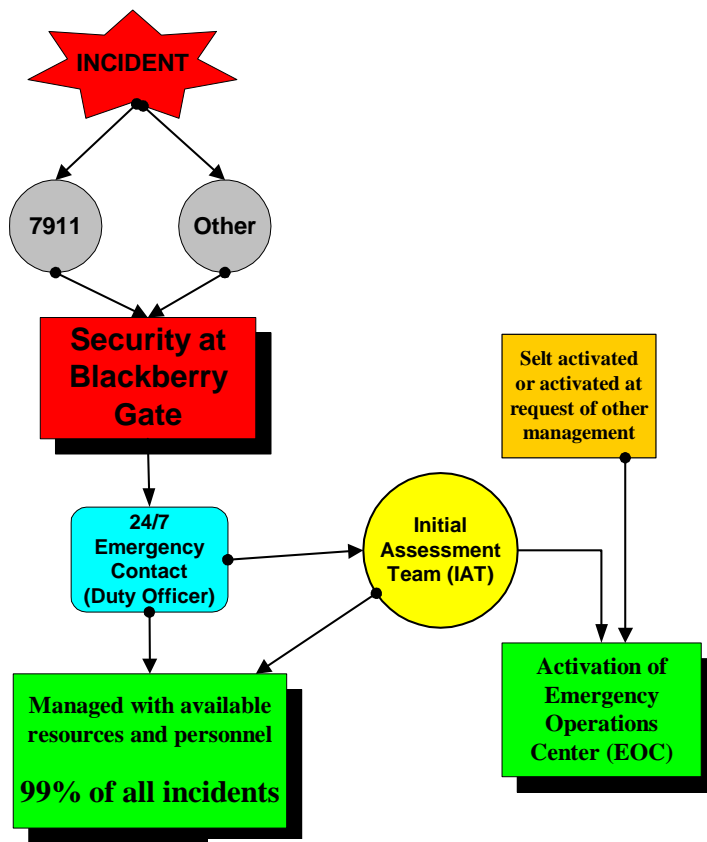 INCIDENT
7911
Other
Security at
Blackberry
Gate
Selt activated
or activated at
request of other
management
24/7
Emergency
Contact
(Duty Officer)
Initial
Assessment
Team (IAT)
Managed with available
resources and personnel
99% of all incidents
Activation of
Emergency
Operations
Center (EOC)